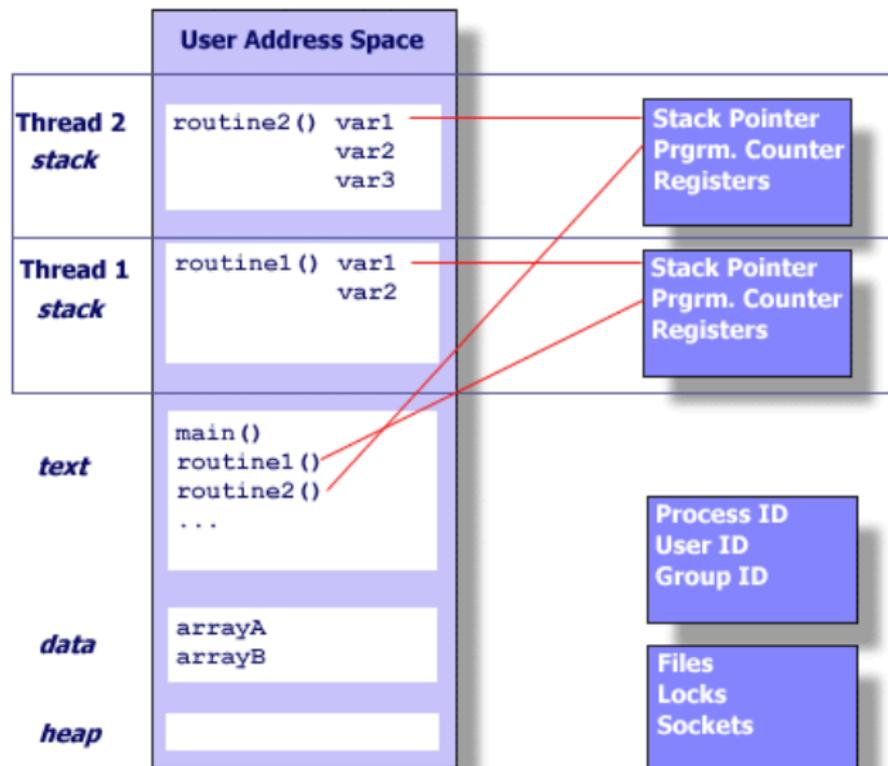 User Address Space
Thread 2
stack
routine2() var1
var2
var3
Stack Pointer
Prgrm. Counter
Registers
Thread 1
stack
routine1() var1
var2
Stack Pointer
Prgrm. Counter
Registers
text
main()
routine1()
routine2()
...
Process ID
User ID
Group ID
data
arrayA
arrayB
Files
Locks
Sockets
heap